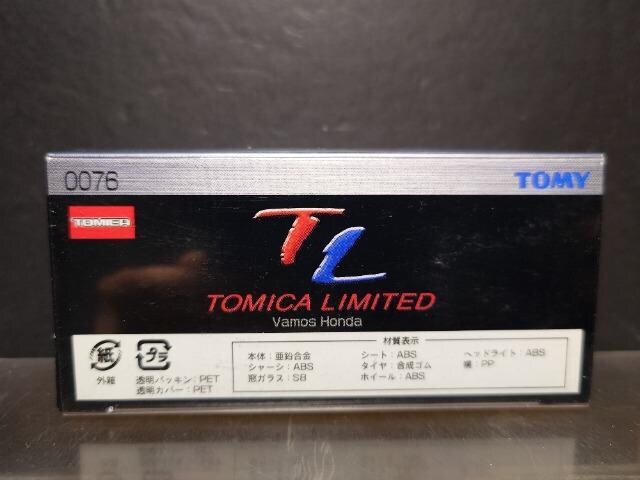 0076
TOMY
TOMICA
TL
TOMICA LIMITED
Vamos Honda
材質表示
本体:亜鉛合金
シャーシ:ABS
窓ガラス:SB
シート:ABS
タイヤ:合成ゴム
ホイール:ABS
ヘッドライト:ABS
幌:PP
紙
外箱
プラ
透明パッキン:PET
透明カバー:PET